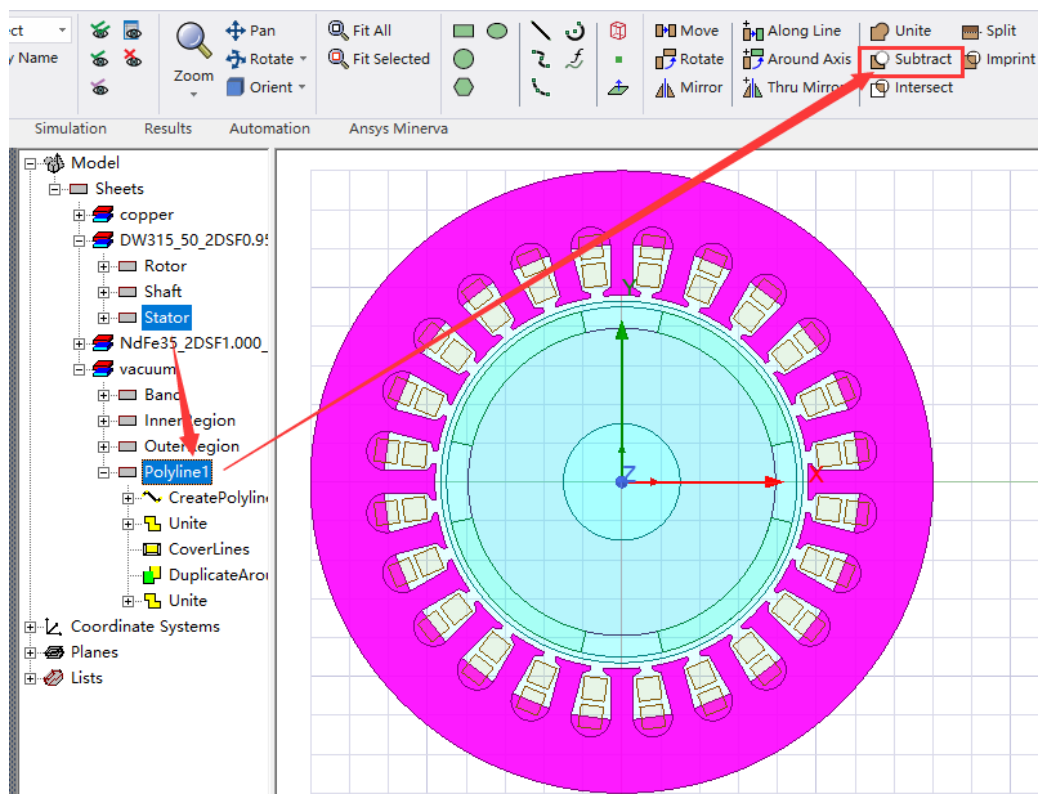 ect
Pan
Fit All
Move
Along Line
Unite
Split
y Name
Rotate
Fit Selected
Rotate
Around Axis
Subtract
Imprint
Zoom
Orient
Mirror
Thru Mirror
Intersect
Simulation Results Automation Ansys Minerva
Model
Sheets
copper
DW315_50_2DSF0.95
Rotor
Shaft
Stator
NdFe35_2DSF1.000_
vacuum
Band
InnerRegion
OuterRegion
Polyline1
CreatePolyline
Unite
CoverLines
DuplicateArou
Unite
Coordinate Systems
Planes
Lists
Y
Z
X